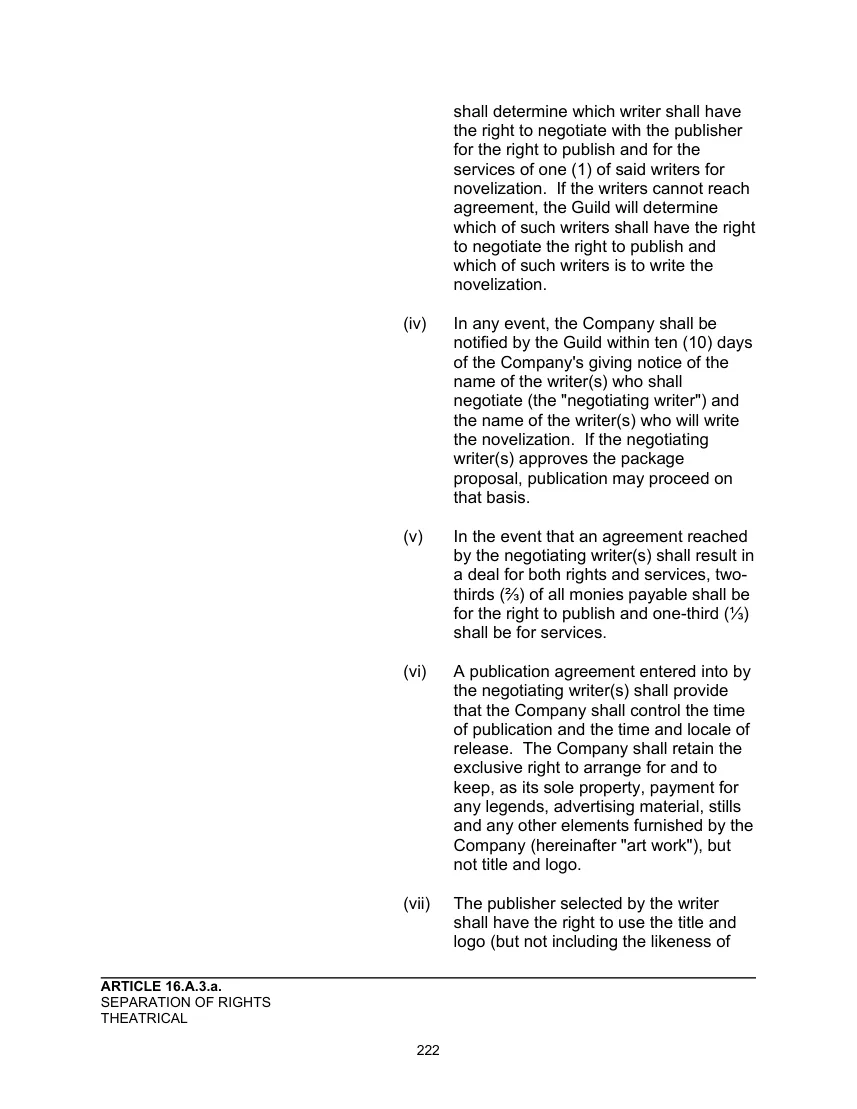 shall determine which writer shall have
the right to negotiate with the publisher
for the right to publish and for the
services of one (1) of said writers for
novelization.  If the writers cannot reach
agreement, the Guild will determine
which of such writers shall have the right
to negotiate the right to publish and
which of such writers is to write the
novelization.
(iv) In any event, the Company shall be
notified by the Guild within ten (10) days
of the Company's giving notice of the
name of the writer(s) who shall
negotiate (the "negotiating writer") and
the name of the writer(s) who will write
the novelization.  If the negotiating
writer(s) approves the package
proposal, publication may proceed on
that basis.
(v) In the event that an agreement reached
by the negotiating writer(s) shall result in
a deal for both rights and services, two-
thirds (⅔) of all monies payable shall be
for the right to publish and one-third (⅓)
shall be for services.
(vi) A publication agreement entered into by
the negotiating writer(s) shall provide
that the Company shall control the time
of publication and the time and locale of
release.  The Company shall retain the
exclusive right to arrange for and to
keep, as its sole property, payment for
any legends, advertising material, stills
and any other elements furnished by the
Company (hereinafter "art work"), but
not title and logo.
(vii) The publisher selected by the writer
shall have the right to use the title and
logo (but not including the likeness of
ARTICLE 16.A.3.a.
SEPARATION OF RIGHTS
THEATRICAL
222